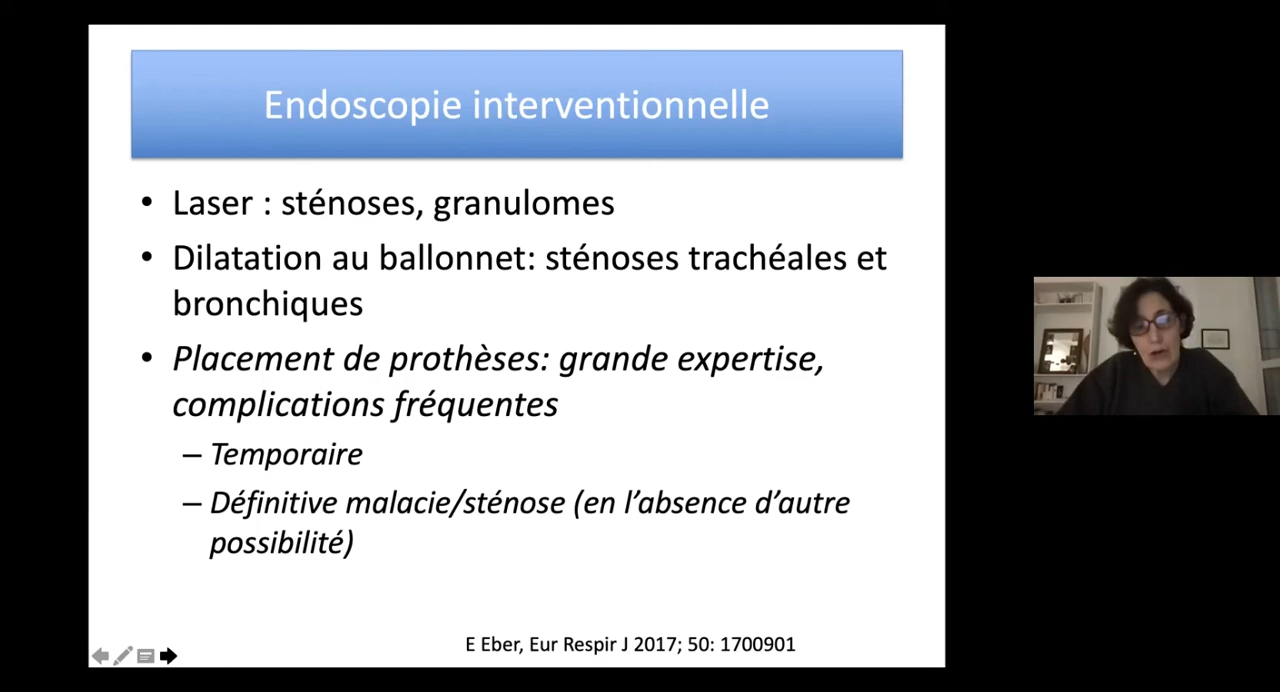 Endoscopie interventionnelle
• Laser : sténoses, granulomes
• Dilatation au ballonnet: sténoses trachéales et
bronchiques
• Placement de prothèses: grande expertise,
complications fréquentes
– Temporaire
– Définitive malacie/sténose (en l’absence d’autre
possibilité)
E Eber, Eur Respir J 2017; 50: 1700901